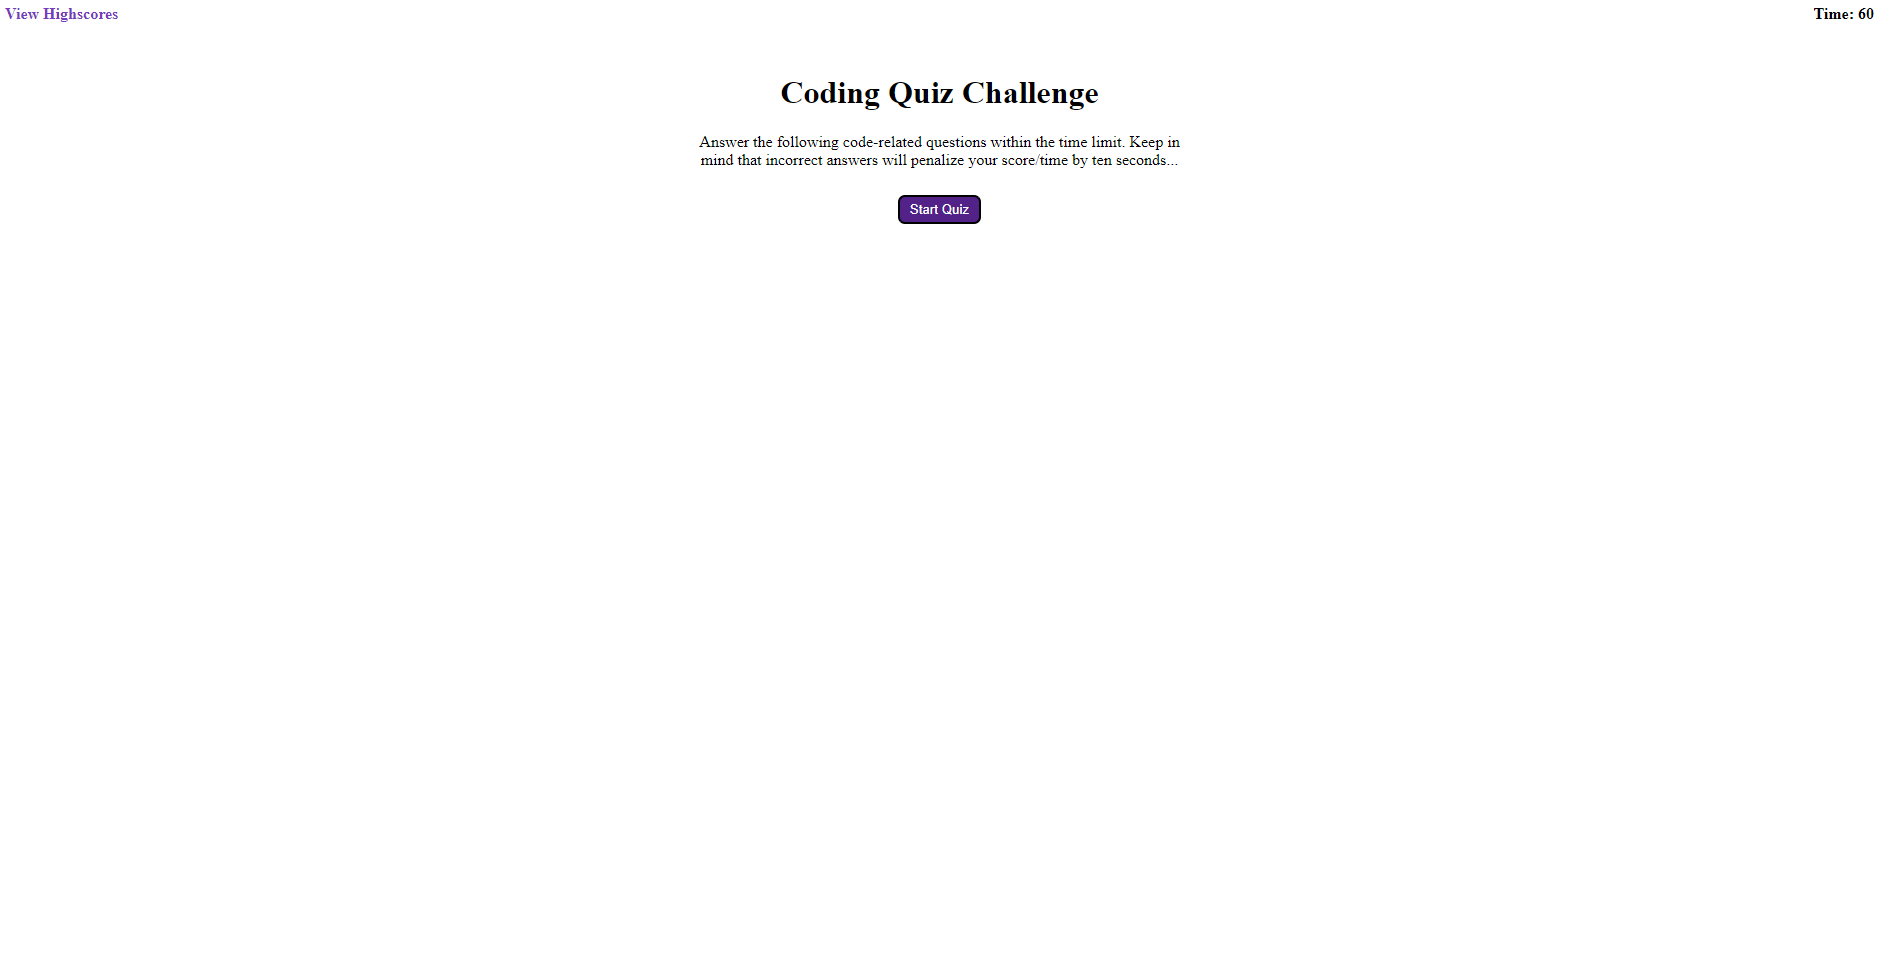 View Highscores
Time: 60
Coding Quiz Challenge
Answer the following code-related questions within the time limit. Keep in
mind that incorrect answers will penalize your score/time by ten seconds...
Start Quiz